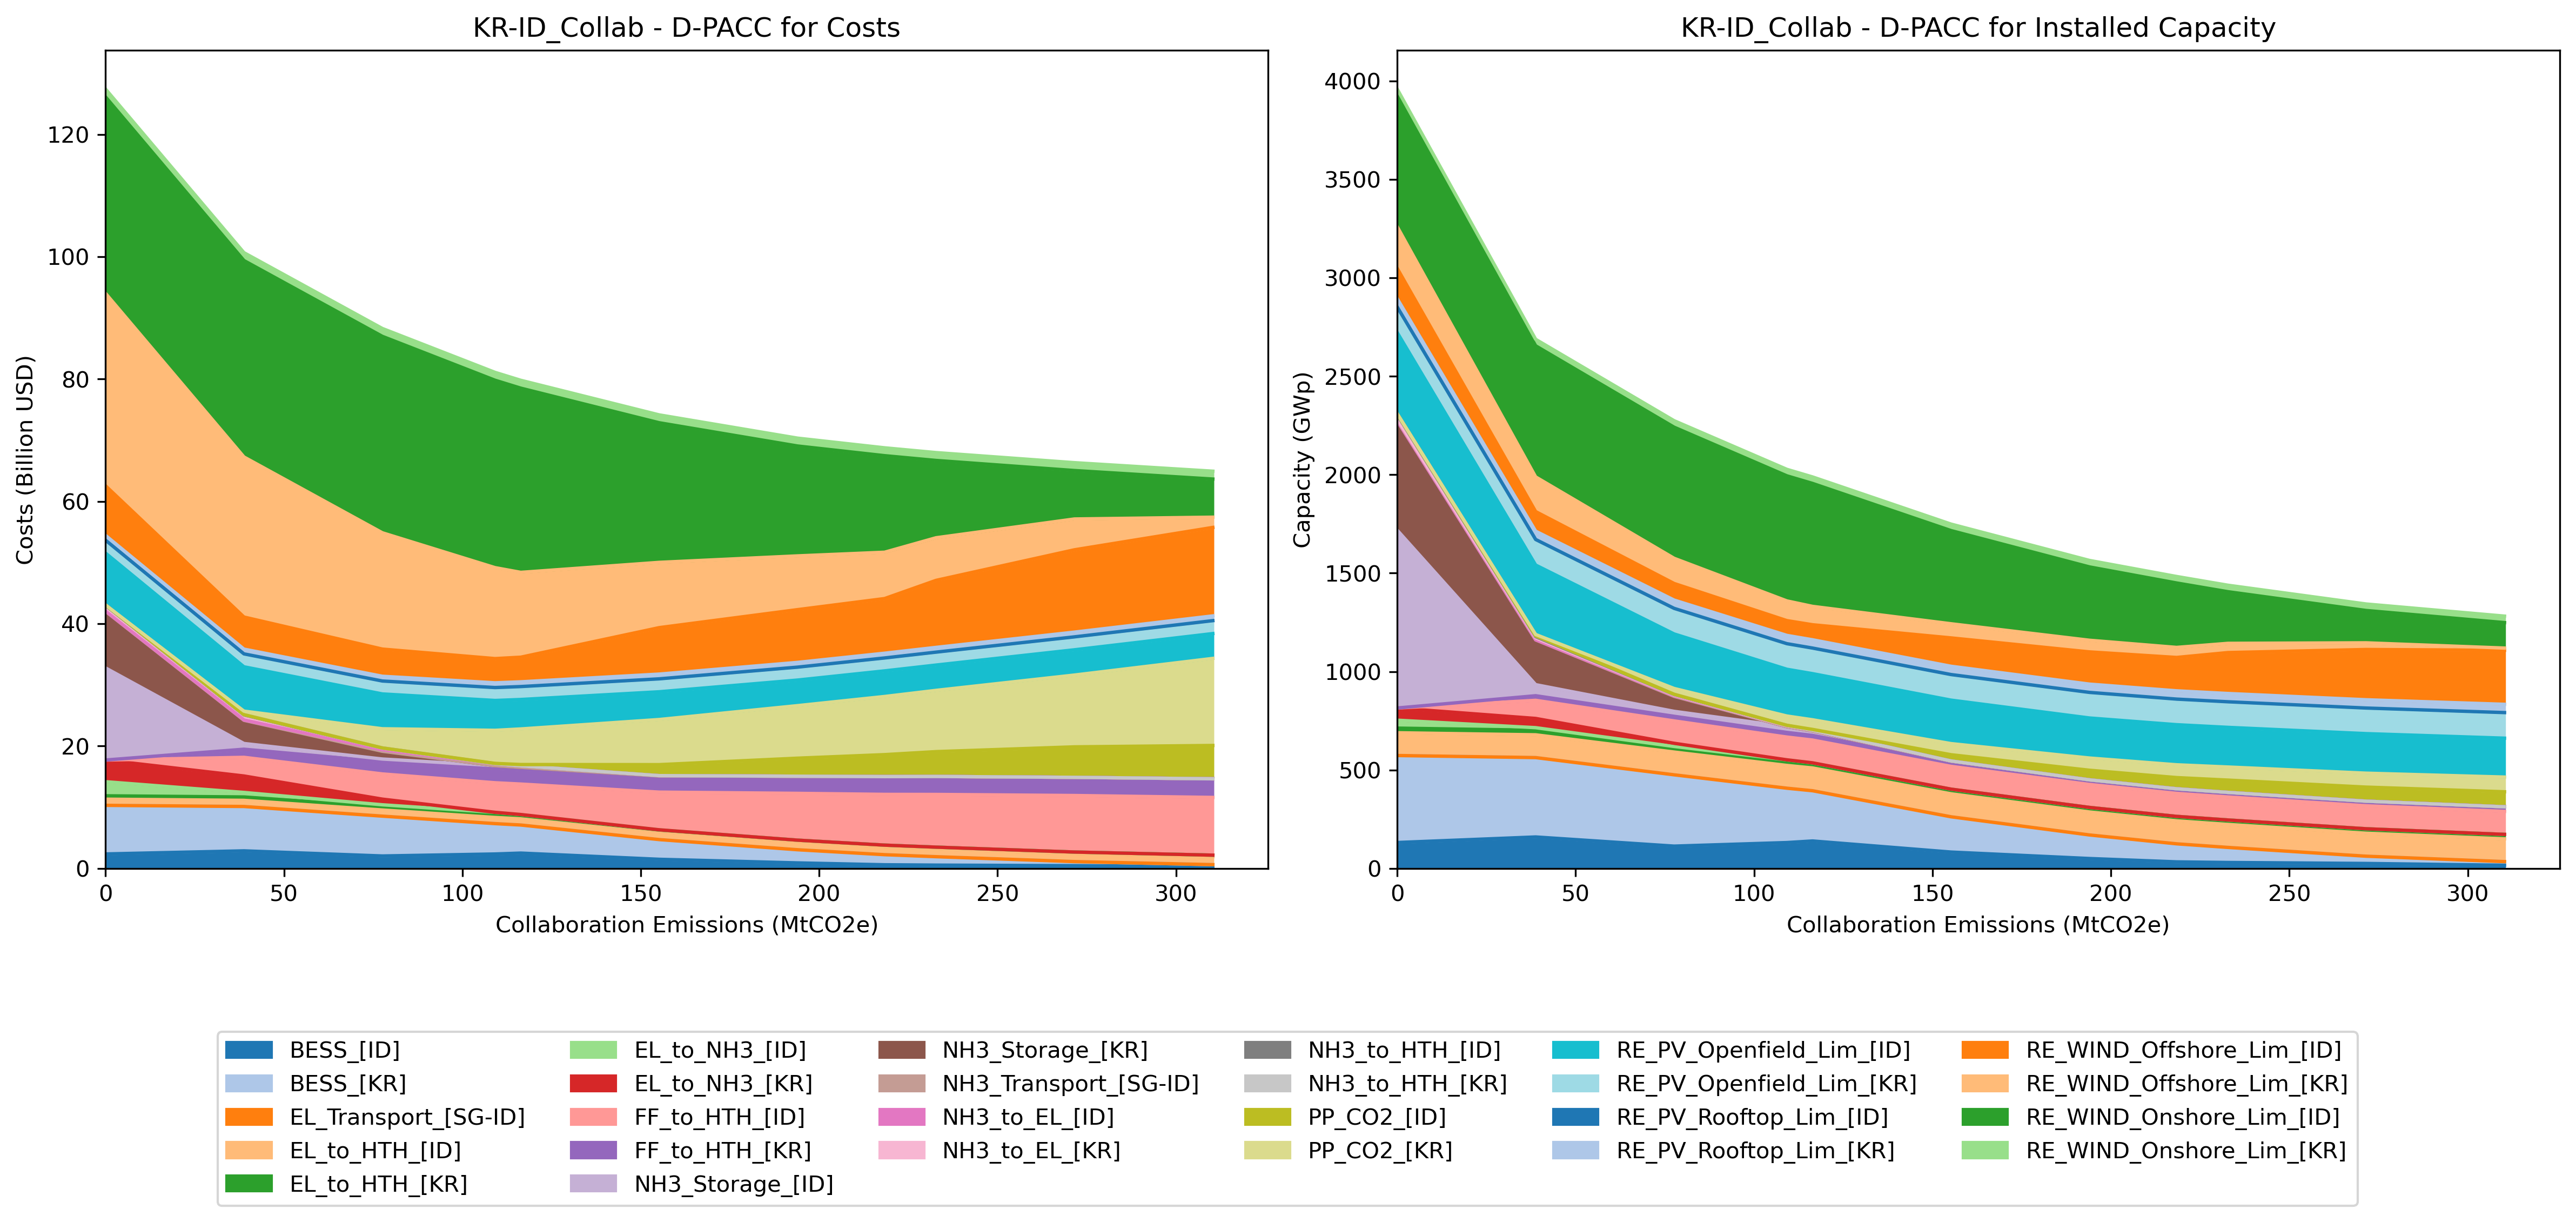 KR-ID_Collab - D-PACC for Costs
Costs (Billion USD)
120
100
80
60
40
20
0
0 50 100 150 200 250 300
Collaboration Emissions (MtCO2e)
KR-ID_Collab - D-PACC for Installed Capacity
Capacity (GWp)
4000
3500
3000
2500
2000
1500
1000
500
0
0 50 100 150 200 250 300
Collaboration Emissions (MtCO2e)
BESS_[ID]
BESS_[KR]
EL_Transport_[SG-ID]
EL_to_HTH_[ID]
EL_to_HTH_[KR]
EL_to_NH3_[ID]
EL_to_NH3_[KR]
FF_to_HTH_[ID]
FF_to_HTH_[KR]
NH3_Storage_[ID]
NH3_Storage_[KR]
NH3_Transport_[SG-ID]
NH3_to_EL_[ID]
NH3_to_EL_[KR]
NH3_to_HTH_[ID]
NH3_to_HTH_[KR]
PP_CO2_[ID]
PP_CO2_[KR]
RE_PV_Openfield_Lim_[ID]
RE_PV_Openfield_Lim_[KR]
RE_PV_Rooftop_Lim_[ID]
RE_PV_Rooftop_Lim_[KR]
RE_WIND_Offshore_Lim_[ID]
RE_WIND_Offshore_Lim_[KR]
RE_WIND_Onshore_Lim_[ID]
RE_WIND_Onshore_Lim_[KR]